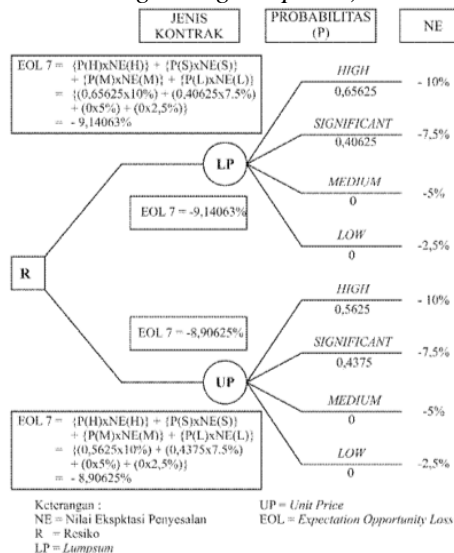 JENIS KONTRAK
PROBABILITAS (P)
NE
EOL 7 = {P(H)xNE(H)} + {P(S)xNE(S)}
+ {P(M)xNE(M)} + {P(L)xNE(L)}
= {(0,65625x10%) + (0,40625x7.5%)
+ (0x5%) + (0x2,5%)}
= - 9,14063%
HIGH
0,65625
- 10%
SIGNIFICANT
0,40625
-7,5%
LP
MEDIUM
0
-5%
EOL 7 = -9,14063%
LOW
0
-2,5%
R
HIGH
0,5625
- 10%
EOL 7 = -8,90625%
SIGNIFICANT
0,4375
-7,5%
UP
MEDIUM
0
-5%
EOL 7 = {P(H)xNE(H)} + {P(S)xNE(S)}
+ {P(M)xNE(M)} + {P(L)xNE(L)}
= {(0,5625x10%) + (0,4375x7.5%)
+ (0x5%) + (0x2,5%)}
= - 8,90625%
LOW
0
-2,5%
Keterangan :
NE = Nilai Ekspktasi Penyesalan
R = Resiko
LP = Lumpsum
UP = Unit Price
EOL = Expectation Opportunity Loss